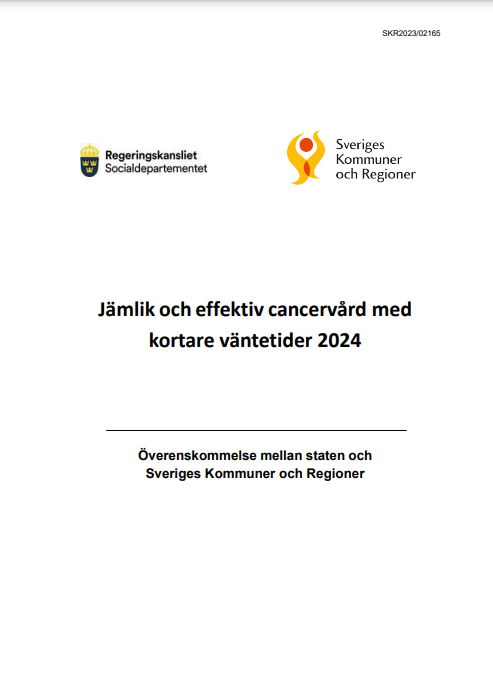 SKR2023/02165
Regeringskansliet
Socialdepartementet
Sveriges
Kommuner
och Regioner
Jämlik och effektiv cancervård med
kortare väntetider 2024
Överenskommelse mellan staten och
Sveriges Kommuner och Regioner